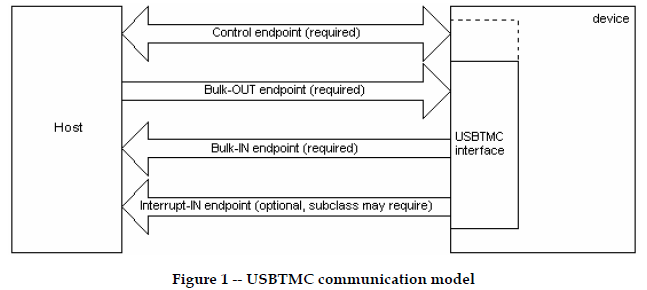 device
Control endpoint (required)
Bulk-OUT endpoint (required)
Host
USBTMC
interface
Bulk-IN endpoint (required)
Interrupt-IN endpoint (optional, subclass may require)
Figure 1 -- USBTMC communication model